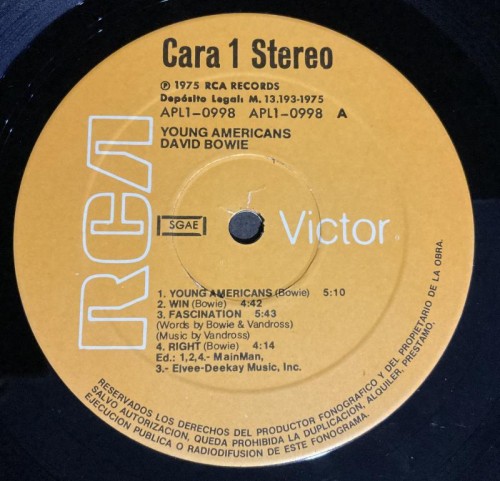 Cara 1 Stereo
℗ 1975 RCA RECORDS
Depósito Legal: M. 13.193-1975
APL1-0998 APL1-0998 A
YOUNG AMERICANS
DAVID BOWIE
RCA
SGAE
Victor
1. YOUNG AMERICANS (Bowie) 5:10
2. WIN (Bowie) 4:42
3. FASCINATION 5:43
(Words by Bowie & Vandross)
(Music by Vandross)
4. RIGHT (Bowie) 4:14
Ed.: 1,2,4.- MainMan,
3.- Elvee-Deekay Music, Inc.
RESERVADOS LOS DERECHOS DEL PRODUCTOR FONOGRAFICO Y DEL PROPIETARIO DE LA OBRA.
SALVO AUTORIZACION, QUEDA PROHIBIDA LA DUPLICACION, ALQUILER, PRESTAMO,
EJECUCION PUBLICA O RADIODIFUSION DE ESTE FONOGRAMA.